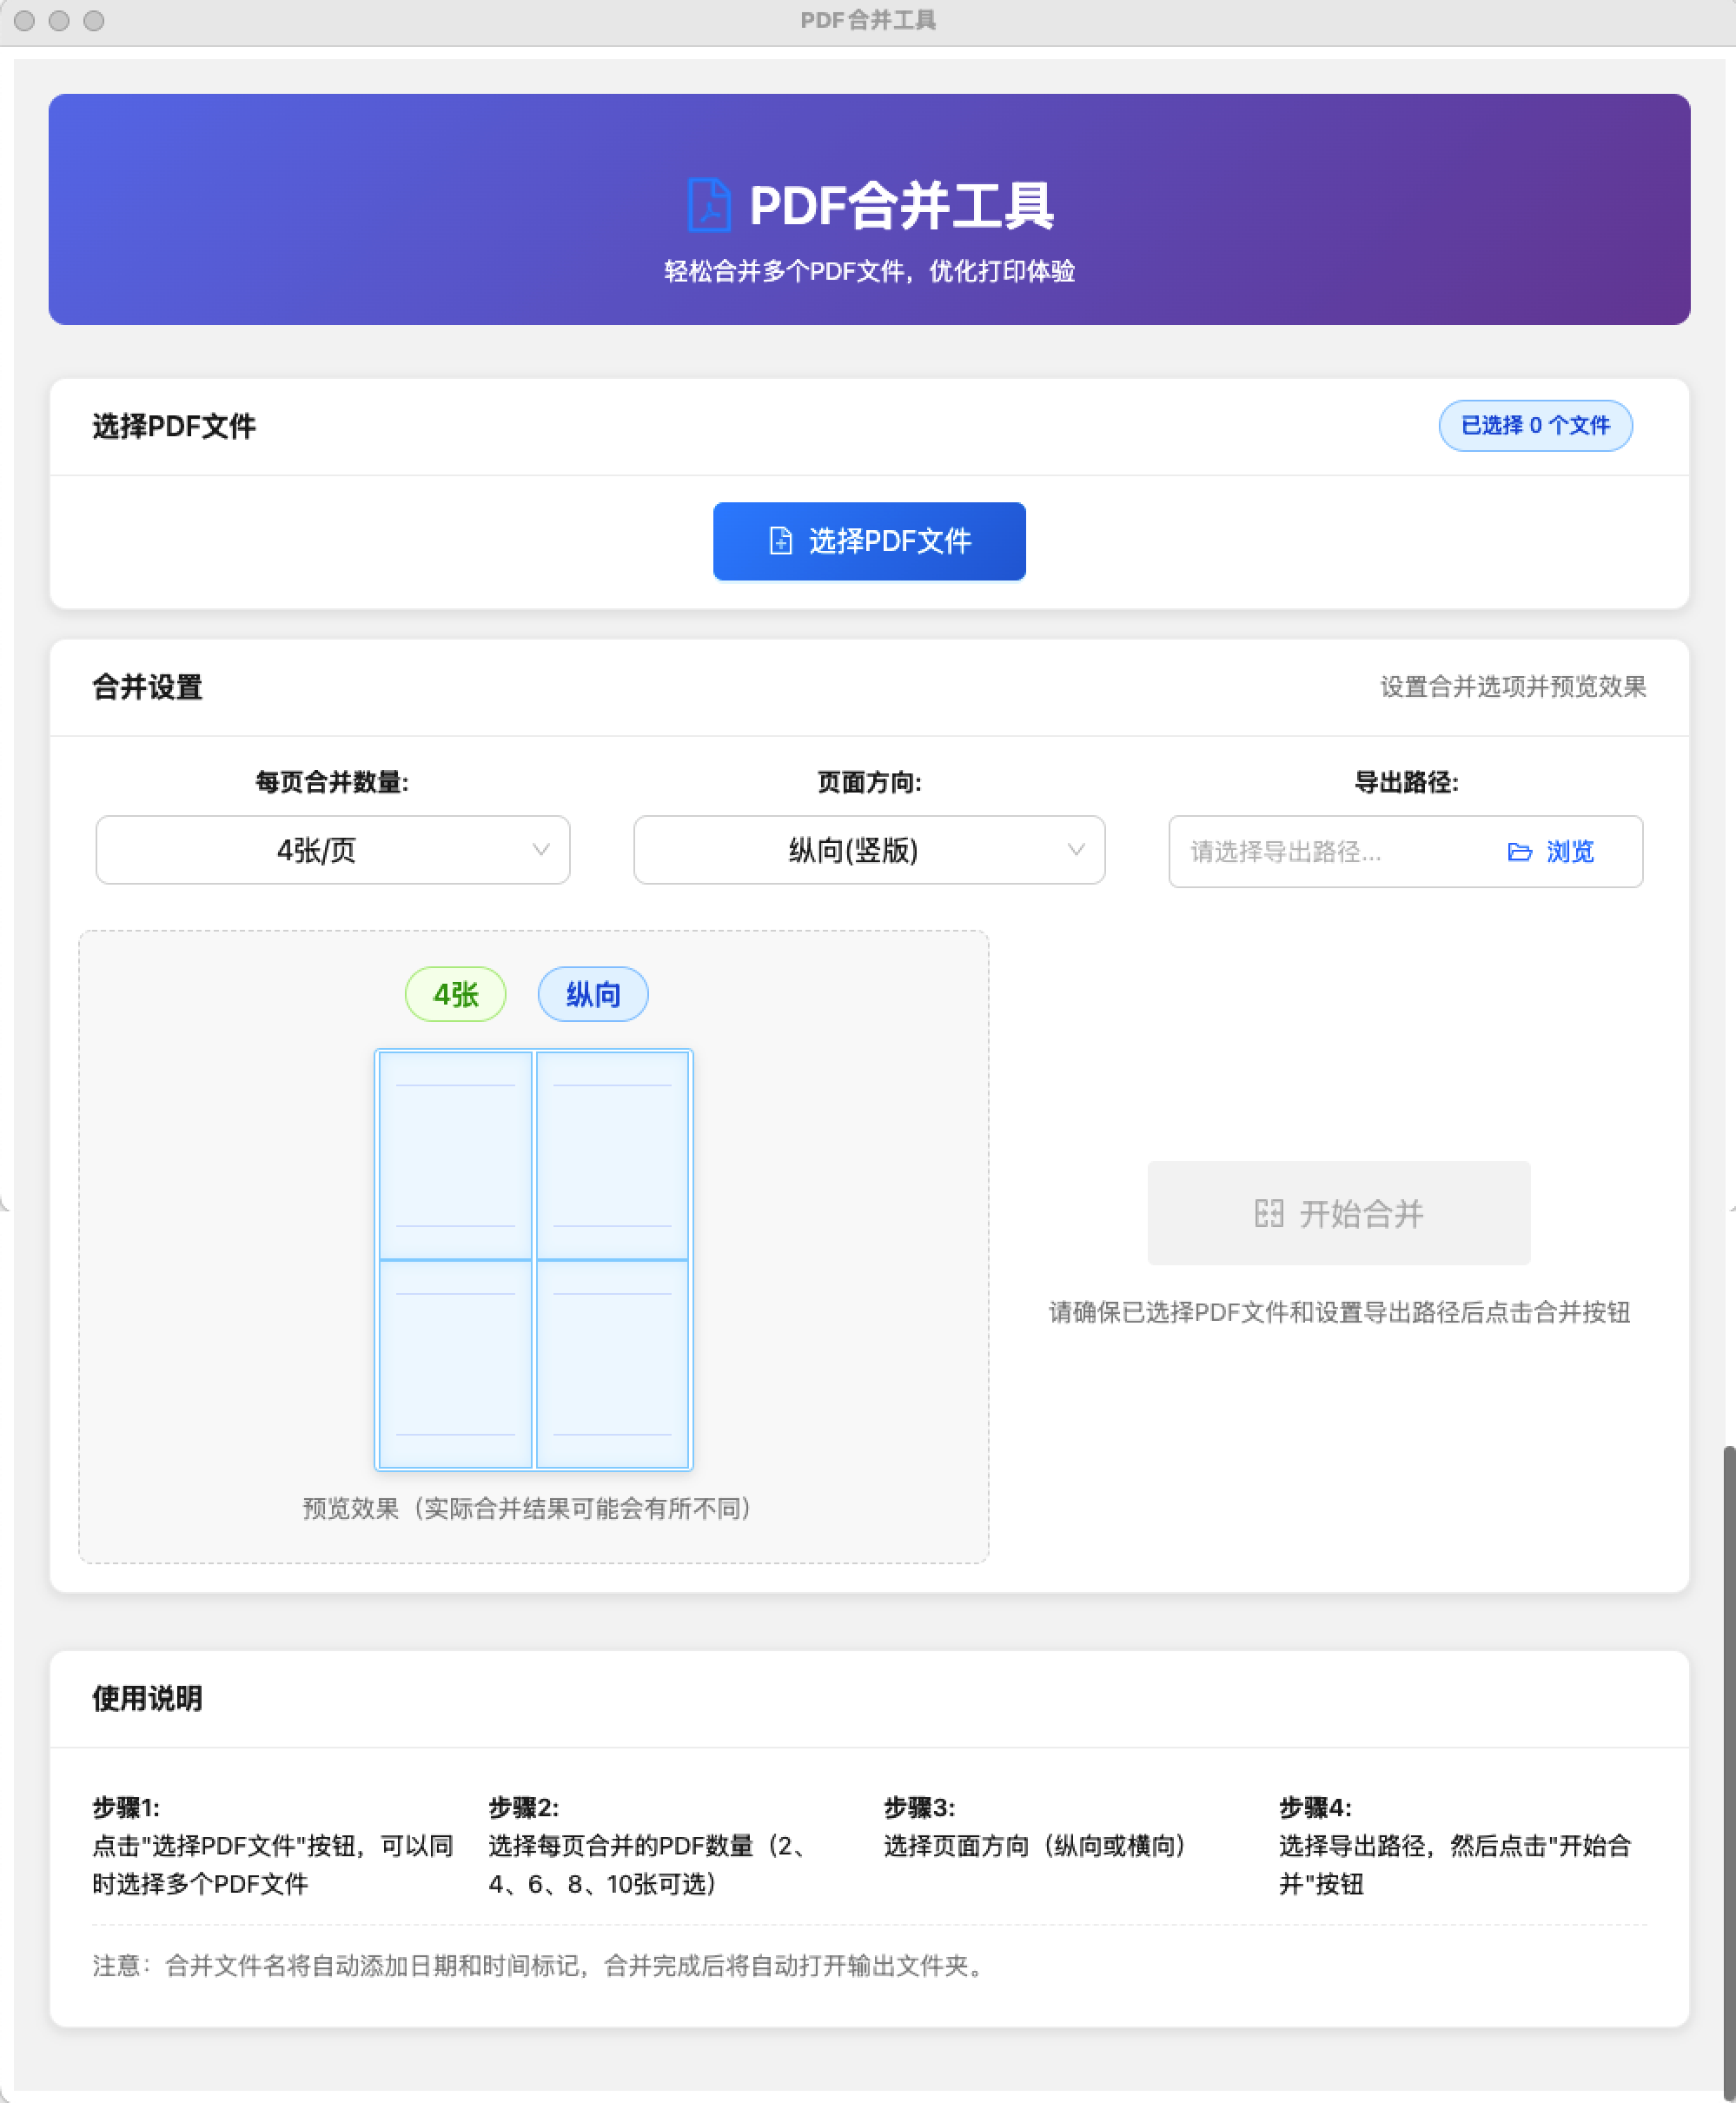 PDF合并工具
PDF合并工具
轻松合并多个PDF文件，优化打印体验
选择PDF文件
已选择 0 个文件
选择PDF文件
合并设置
设置合并选项并预览效果
每页合并数量:
页面方向:
导出路径:
4张/页
纵向(竖版)
请选择导出路径...
浏览
4张
纵向
开始合并
请确保已选择PDF文件和设置导出路径后点击合并按钮
预览效果（实际合并结果可能会有所不同）
使用说明
步骤1:
点击"选择PDF文件"按钮，可以同
时选择多个PDF文件
步骤2:
选择每页合并的PDF数量（2、
4、6、8、10张可选）
步骤3:
选择页面方向（纵向或横向）
步骤4:
选择导出路径，然后点击"开始合
并"按钮
注意：合并文件名将自动添加日期和时间标记，合并完成后将自动打开输出文件夹。